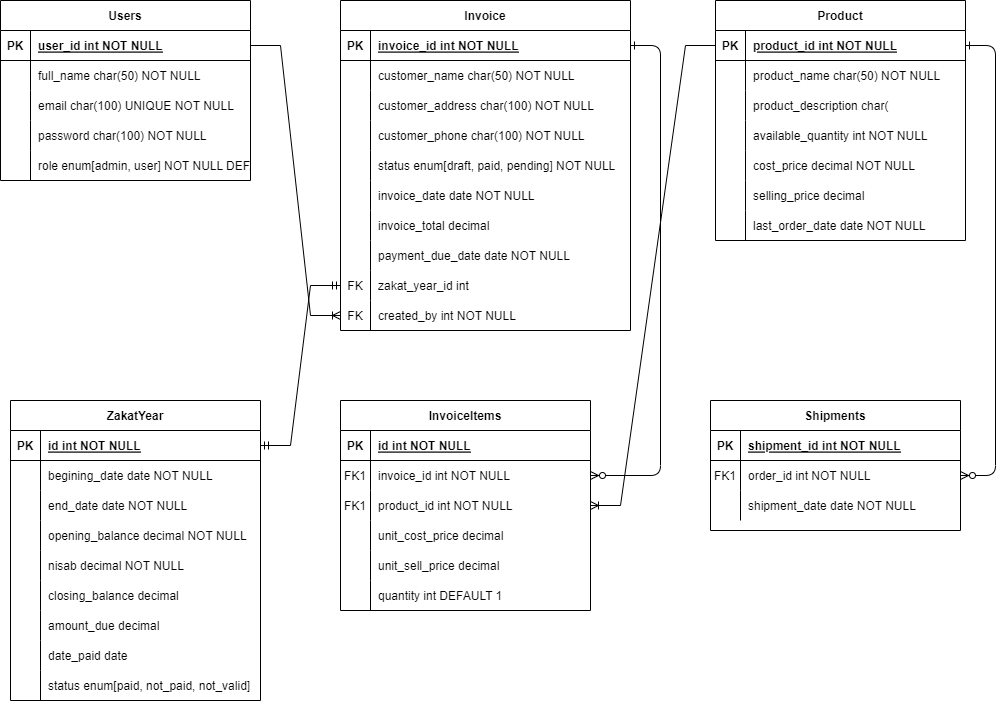 Users
PK user_id int NOT NULL
full_name char(50) NOT NULL
email char(100) UNIQUE NOT NULL
password char(100) NOT NULL
role enum[admin, user] NOT NULL DEF
Invoice
PK invoice_id int NOT NULL
customer_name char(50) NOT NULL
customer_address char(100) NOT NULL
customer_phone char(100) NOT NULL
status enum[draft, paid, pending] NOT NULL
invoice_date date NOT NULL
invoice_total decimal
payment_due_date date NOT NULL
FK zakat_year_id int
FK created_by int NOT NULL
Product
PK product_id int NOT NULL
product_name char(50) NOT NULL
product_description char(
available_quantity int NOT NULL
cost_price decimal NOT NULL
selling_price decimal
last_order_date date NOT NULL
ZakatYear
PK id int NOT NULL
begining_date date NOT NULL
end_date date NOT NULL
opening_balance decimal NOT NULL
nisab decimal NOT NULL
closing_balance decimal
amount_due decimal
date_paid date
status enum[paid, not_paid, not_valid]
InvoiceItems
PK id int NOT NULL
FK1 invoice_id int NOT NULL
FK1 product_id int NOT NULL
unit_cost_price decimal
unit_sell_price decimal
quantity int DEFAULT 1
Shipments
PK shipment_id int NOT NULL
FK1 order_id int NOT NULL
shipment_date date NOT NULL